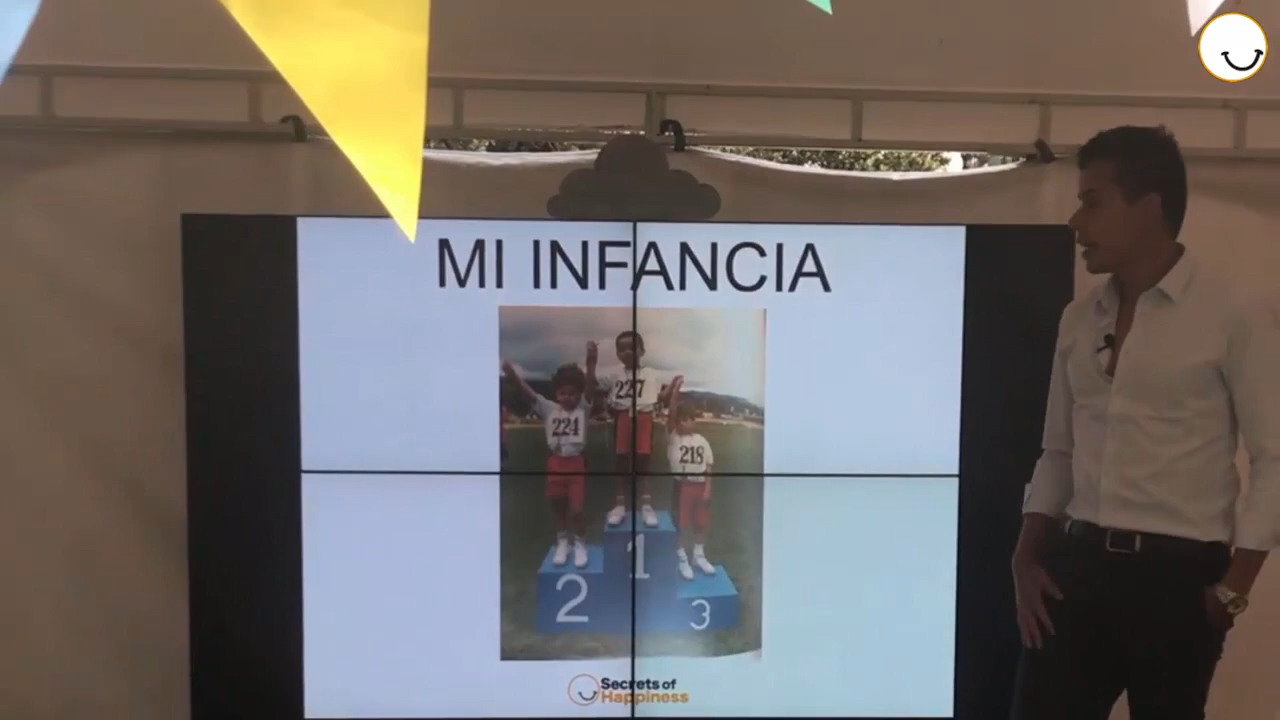 MI INFANCIA
227
224
218
1
2
3
Secrets of
Happiness